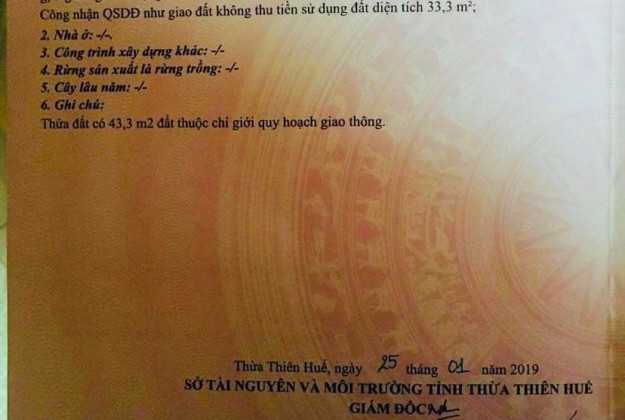 Công nhận QSDĐ như giao đất không thu tiền sử dụng đất diện tích 33,3 m²;
2. Nhà ở: -/-.
3. Công trình xây dựng khác: -/-
4. Rừng sản xuất là rừng trồng: -/-
5. Cây lâu năm: -/-
6. Ghi chú:
Thửa đất có 43,3 m2 đất thuộc chỉ giới quy hoạch giao thông.
Thừa Thiên Huế, ngày 25 tháng 01 năm 2019
SỞ TÀI NGUYÊN VÀ MÔI TRƯỜNG TỈNH THỪA THIÊN HUẾ
GIÁM ĐỐC